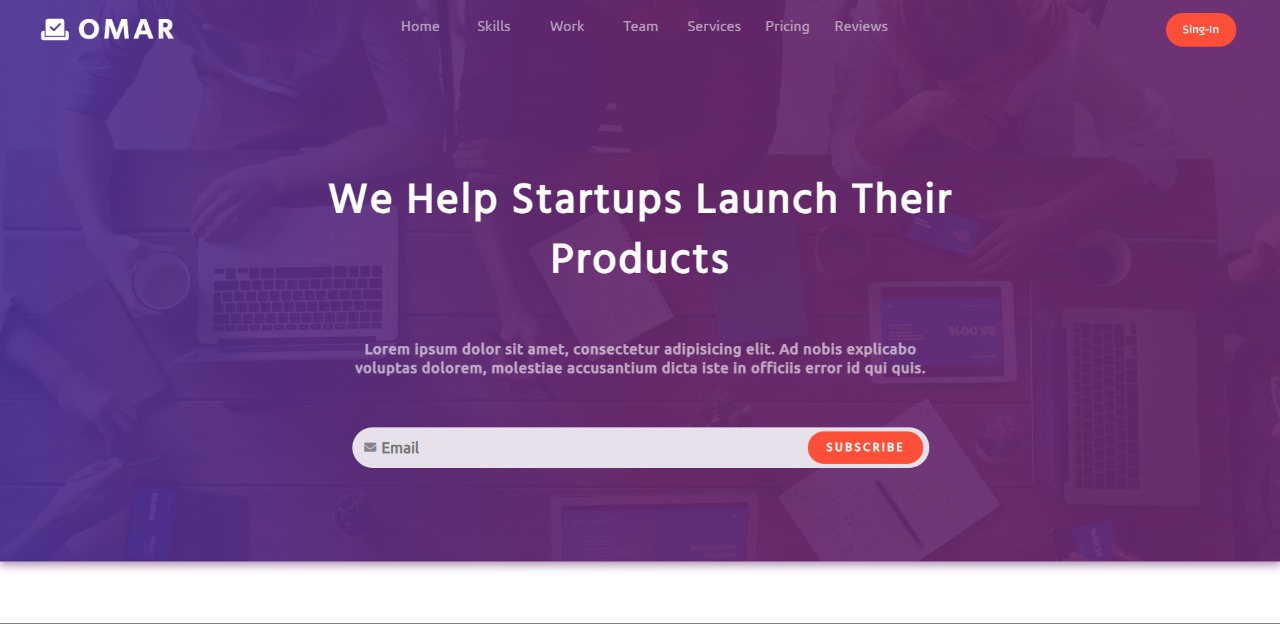 OMAR
Home Skills Work Team Services Pricing Reviews
Sing-In
We Help Startups Launch Their
Products
Lorem ipsum dolor sit amet, consectetur adipisicing elit. Ad nobis explicabo
voluptas dolorem, molestiae accusantium dicta iste in officiis error id qui quis.
Email
SUBSCRIBE
85.00%